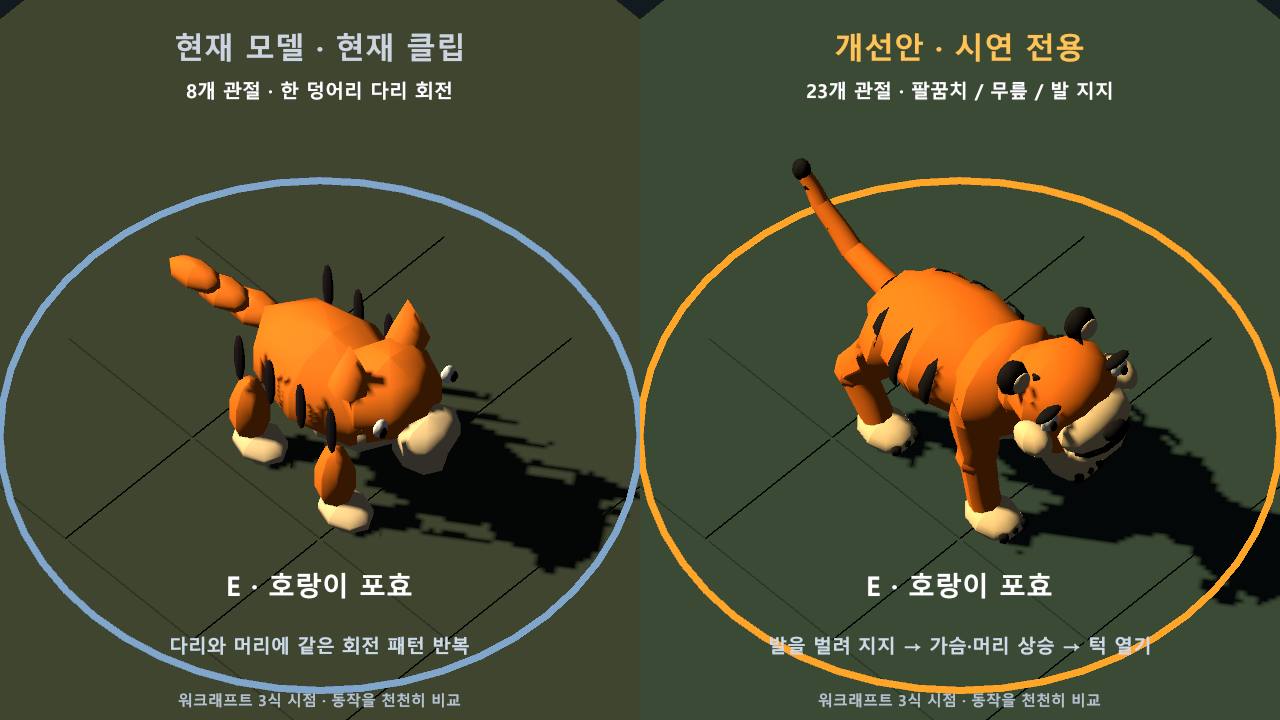 현재 모델 · 현재 클립
8개 관절 · 한 덩어리 다리 회전
E · 호랑이 포효
다리와 머리에 같은 회전 패턴 반복
워크래프트 3식 시점 · 동작을 천천히 비교
개선안 · 시연 전용
23개 관절 · 팔꿈치 / 무릎 / 발 지지
E · 호랑이 포효
발을 벌려 지지 → 가슴·머리 상승 → 턱 열기
워크래프트 3식 시점 · 동작을 천천히 비교